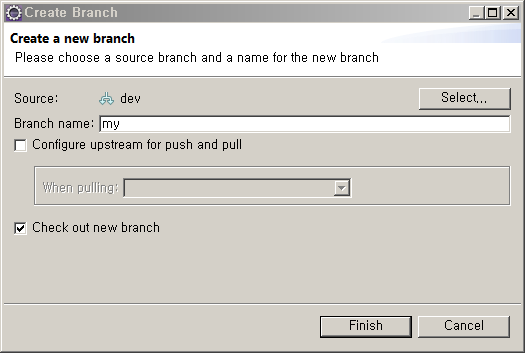 Create Branch
Create a new branch
Please choose a source branch and a name for the new branch
Source: dev Select...
Branch name: my
Configure upstream for push and pull
When pulling:
Check out new branch
Finish Cancel